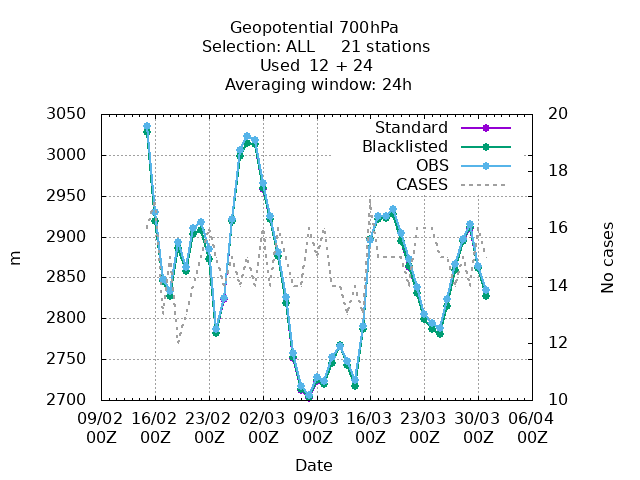 Geopotential 700hPa
Selection: ALL 21 stations
Used 12 + 24
Averaging window: 24h
3050
3000
2950
2900
2850
2800
2750
2700
m
20
18
16
14
12
10
No cases
Standard
Blacklisted
OBS
CASES
09/02 16/02 23/02 02/03 09/03 16/03 23/03 30/03 06/04
00Z 00Z 00Z 00Z 00Z 00Z 00Z 00Z 00Z
Date